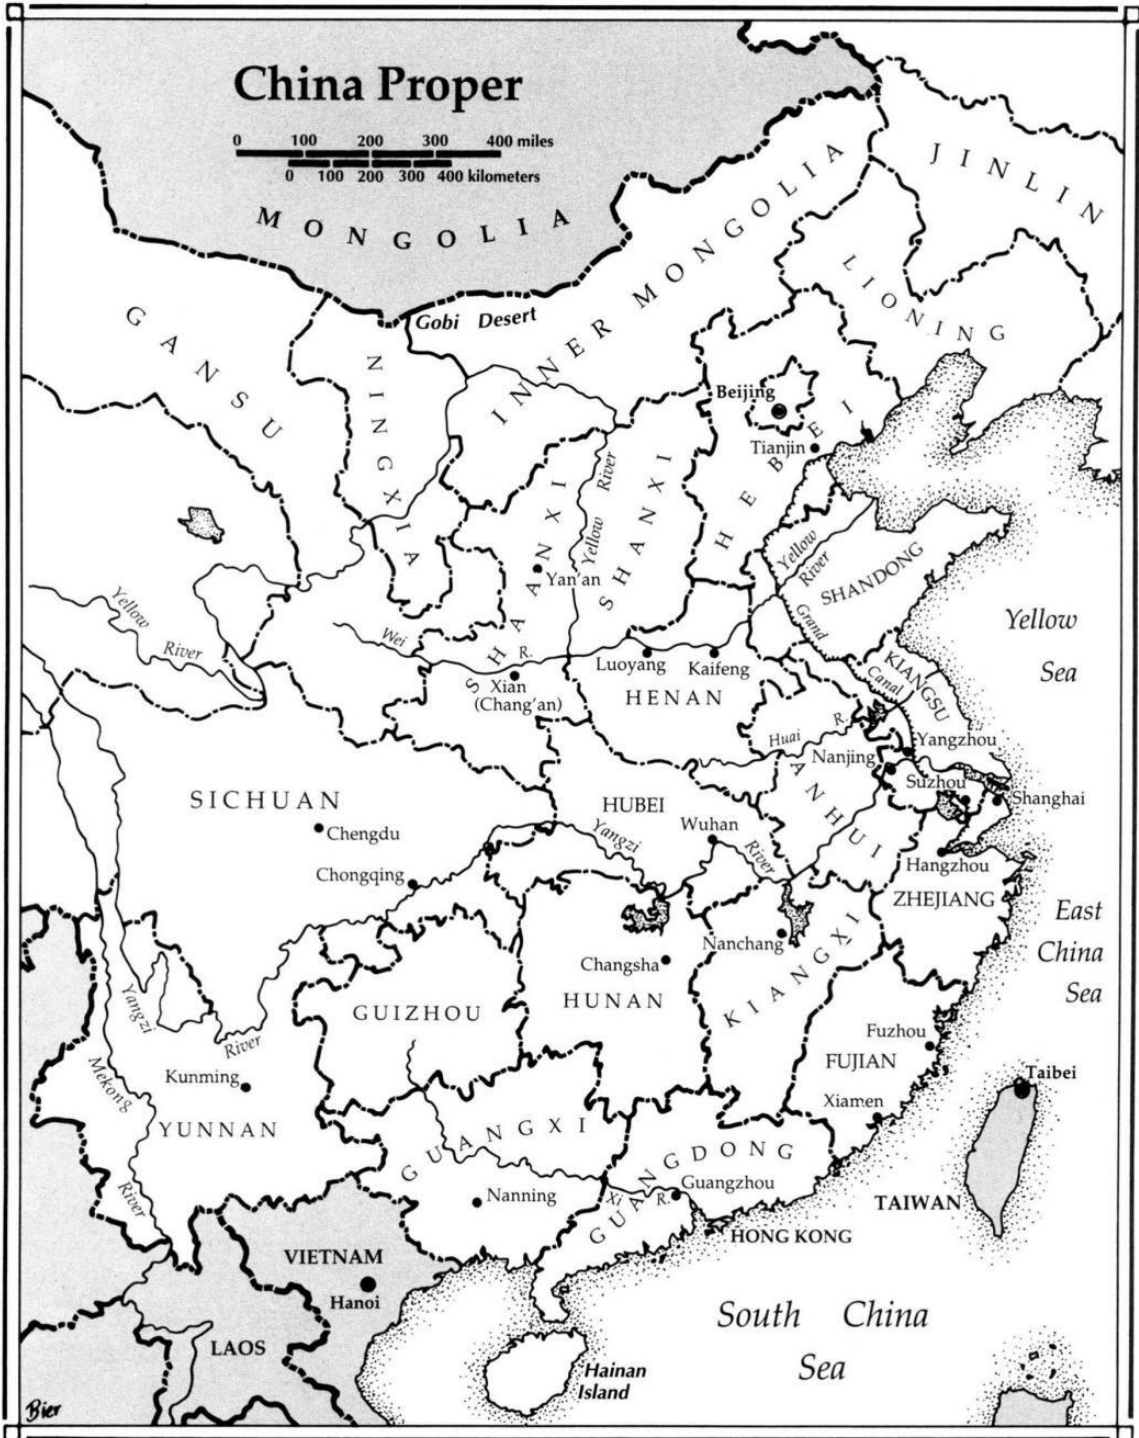 China Proper
0 100 200 300 400 miles
0 100 200 300 400 kilometers
MONGOLIA
JINLIN
INNER MONGOLIA
LIONING
Gobi Desert
GANSU
NINGXIA
Beijing
Tianjin
HEBEI
SHAANXI
Yellow River
SHANXI
Yan'an
Yellow
River
SHANDONG
Grand
Canal
Yellow
River
Wei
R.
Xian
(Chang'an)
Luoyang
Kaifeng
HENAN
KIANGSU
Yellow
Sea
Huai R.
Yangzhou
Nanjing
Suzhou
Shanghai
ANHUI
SICHUAN
Chengdu
Chongqing
HUBEI
Yangzi
Wuhan
River
Hangzhou
ZHEJIANG
East
China
Sea
Nanchang
KIANGXI
Changsha
HUNAN
GUIZHOU
Yangzi
River
Mekong
River
Kunming
YUNNAN
Fuzhou
FUJIAN
Xiamen
Taibei
TAIWAN
GUANGXI
Nanning
GUANGDONG
Guangzhou
Xi R.
HONG KONG
VIETNAM
Hanoi
LAOS
South China
Sea
Hainan
Island
Bier